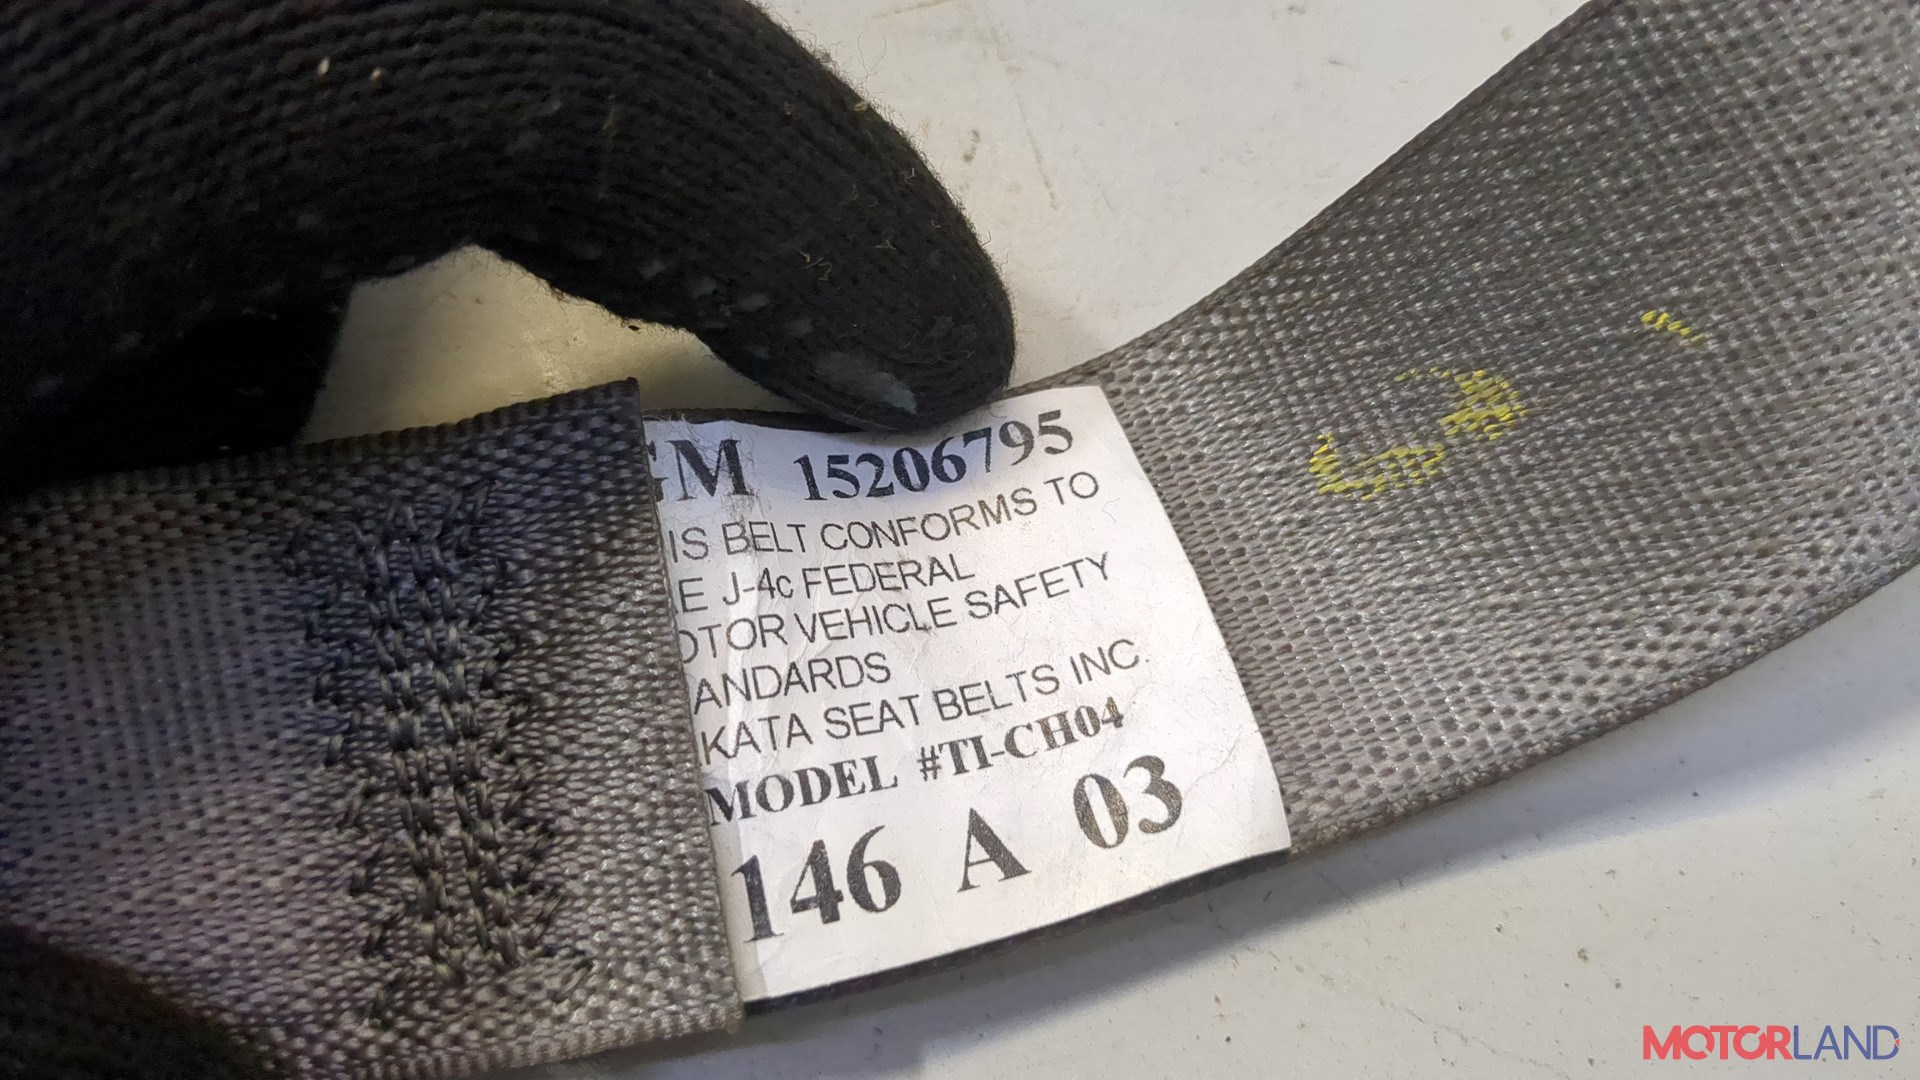 GM 15206795
IS BELT CONFORMS TO
AE J-4c FEDERAL
OTOR VEHICLE SAFETY
ANDARDS
KATA SEAT BELTS INC
MODEL #TI-CH04
146 A 03
MOTORLAND